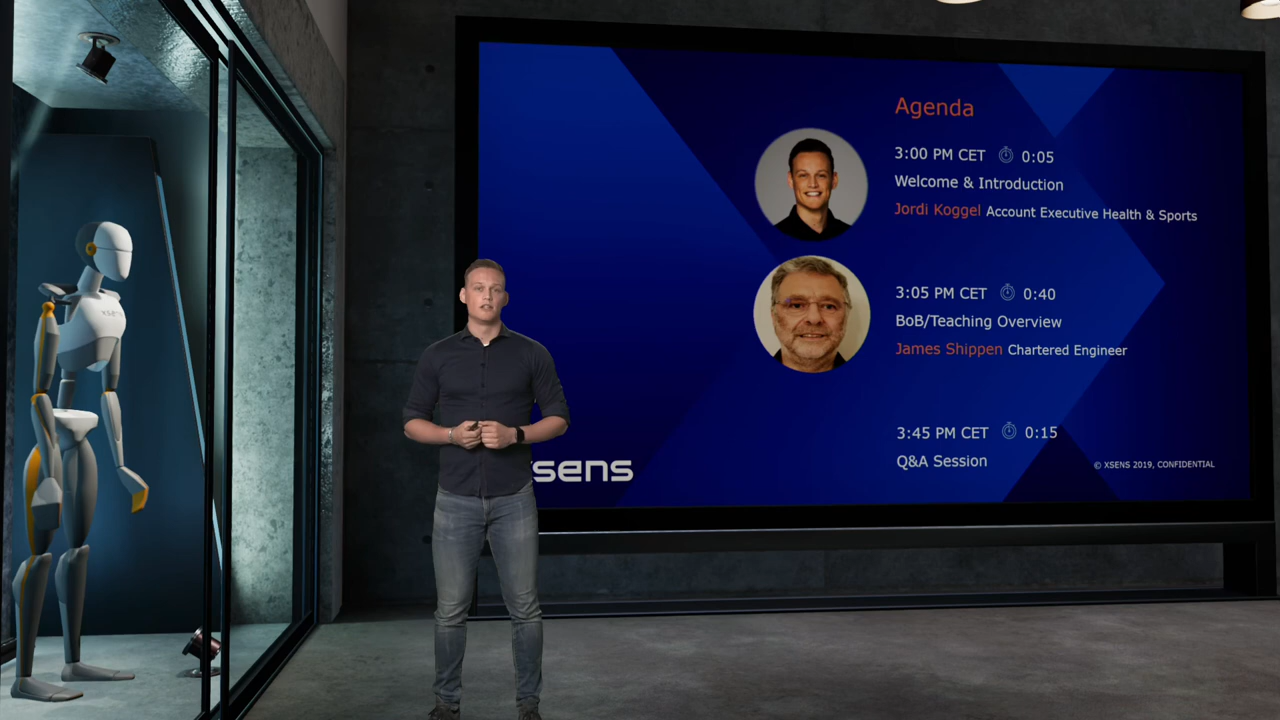 Agenda
3:00 PM CET 0:05
Welcome & Introduction
Jordi Koggel Account Executive Health & Sports
3:05 PM CET 0:40
BoB/Teaching Overview
James Shippen Chartered Engineer
3:45 PM CET 0:15
Q&A Session
sens
© XSENS 2019, CONFIDENTIAL